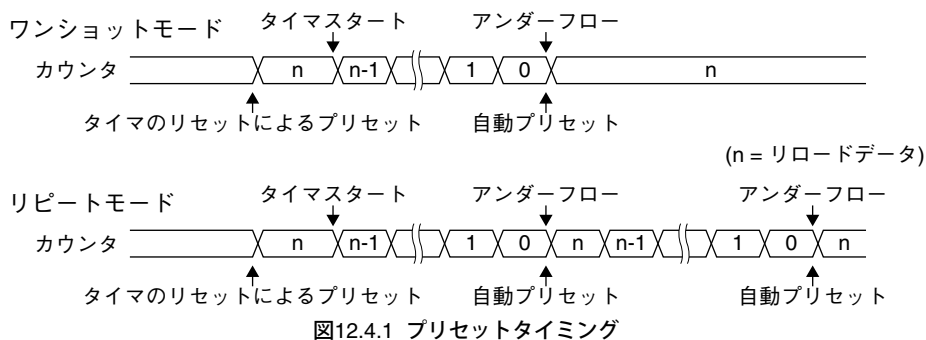 ワンショットモード
タイマスタート アンダーフロー
カウンタ n n-1 1 0 n
タイマのリセットによるプリセット 自動プリセット
(n = リロードデータ)
リピートモード
タイマスタート アンダーフロー アンダーフロー
カウンタ n n-1 1 0 n n-1 1 0 n
タイマのリセットによるプリセット 自動プリセット 自動プリセット
図12.4.1 プリセットタイミング